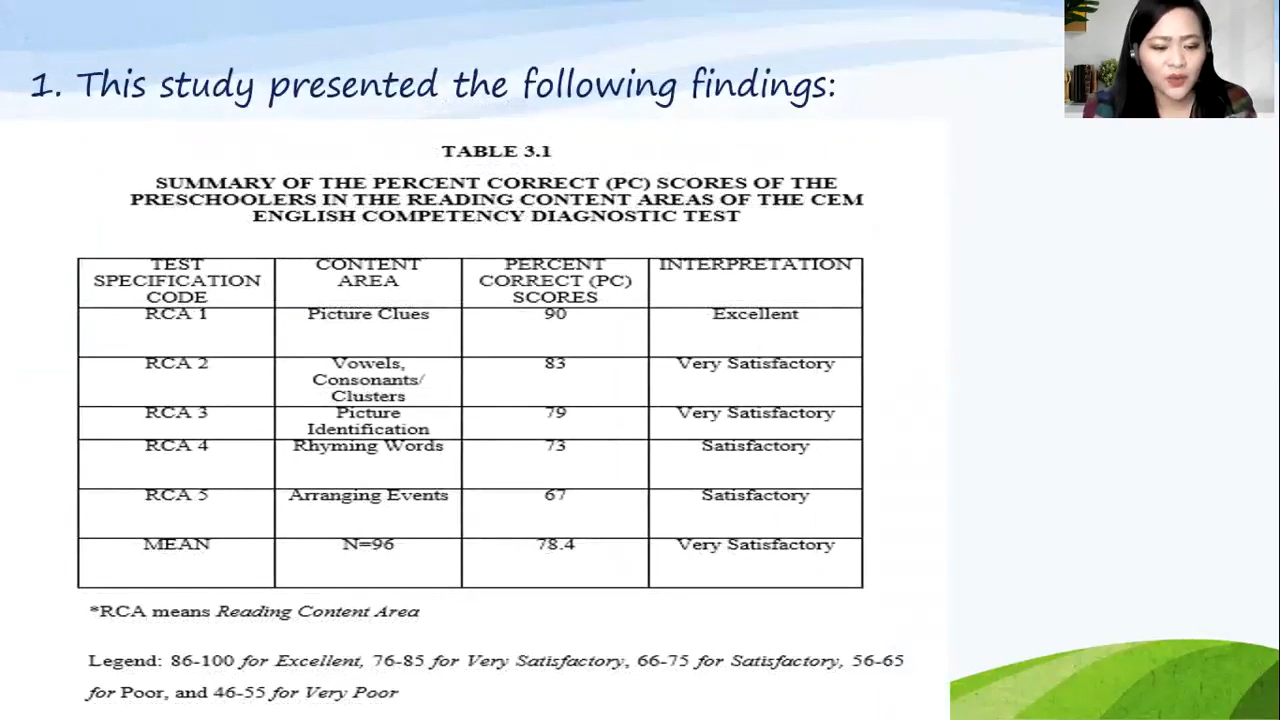 1. This study presented the following findings:
TABLE 3.1
SUMMARY OF THE PERCENT CORRECT (PC) SCORES OF THE
PRESCHOOLERS IN THE READING CONTENT AREAS OF THE CEM
ENGLISH COMPETENCY DIAGNOSTIC TEST
TEST SPECIFICATION CODE CONTENT AREA PERCENT CORRECT (PC) SCORES INTERPRETATION
RCA 1 Picture Clues 90 Excellent
RCA 2 Vowels, Consonants/ Clusters 83 Very Satisfactory
RCA 3 Picture Identification 79 Very Satisfactory
RCA 4 Rhyming Words 73 Satisfactory
RCA 5 Arranging Events 67 Satisfactory
MEAN N=96 78.4 Very Satisfactory
*RCA means Reading Content Area
Legend: 86-100 for Excellent, 76-85 for Very Satisfactory, 66-75 for Satisfactory, 56-65
for Poor, and 46-55 for Very Poor